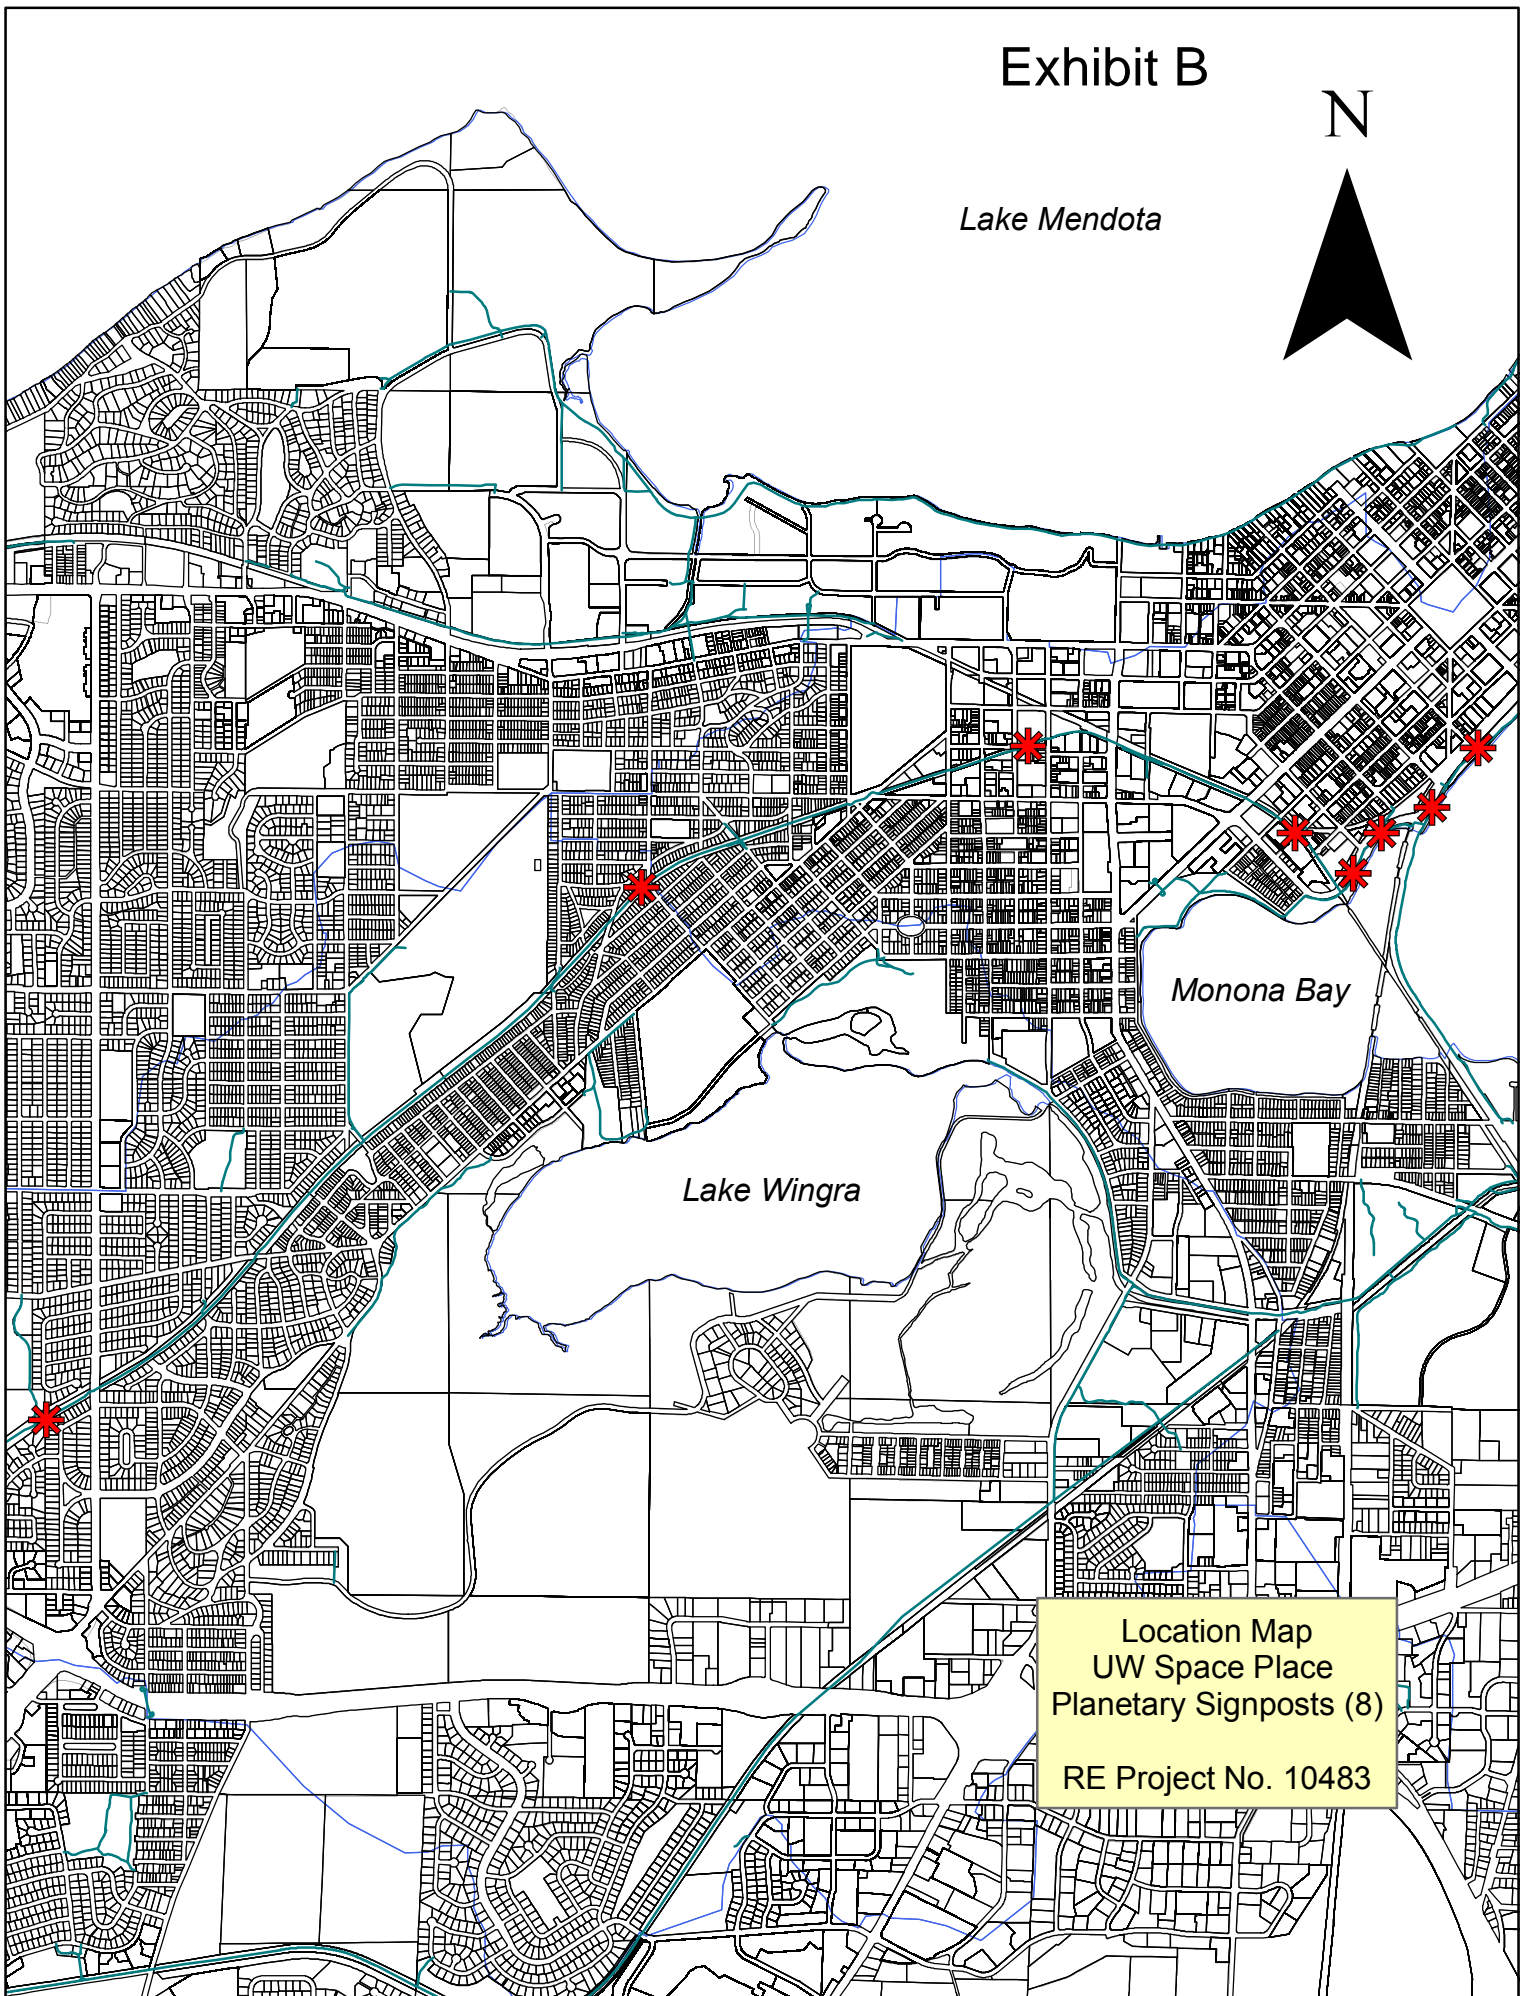 Exhibit B
N
Lake Mendota
Monona Bay
Lake Wingra
Location Map
UW Space Place
Planetary Signposts (8)
RE Project No. 10483